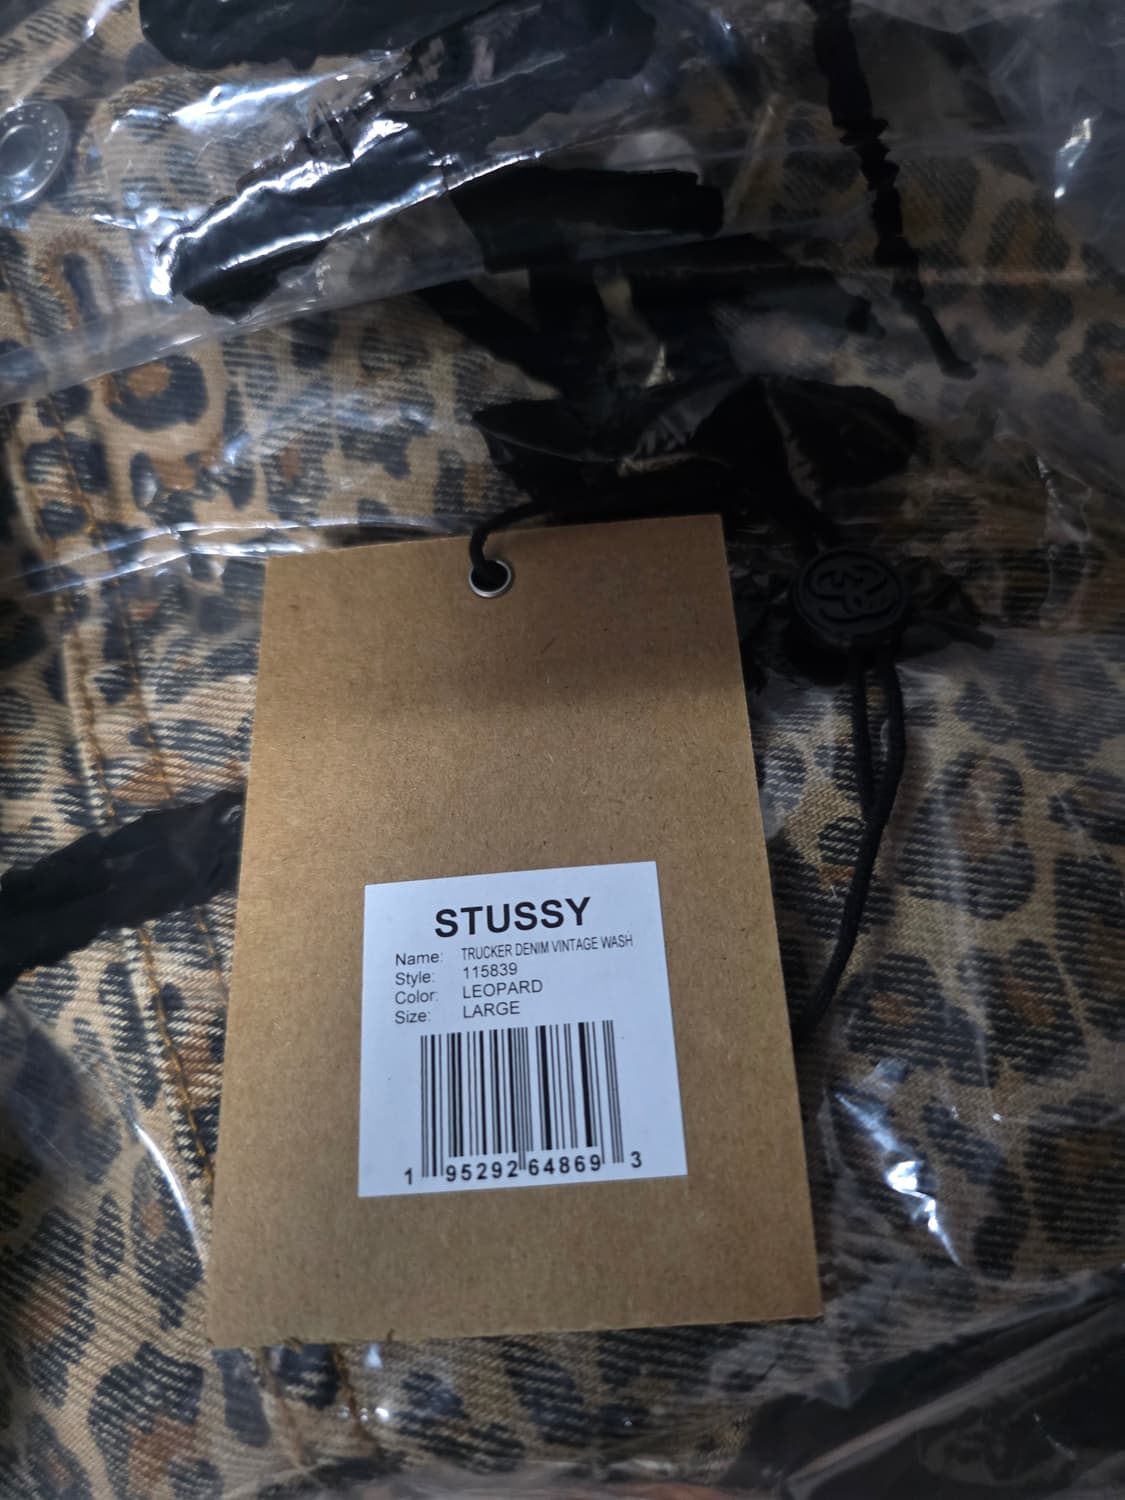 STUSSY
Name: TRUCKER DENIM VINTAGE WASH
Style: 115839
Color: LEOPARD
Size: LARGE
1 95292 64869 3